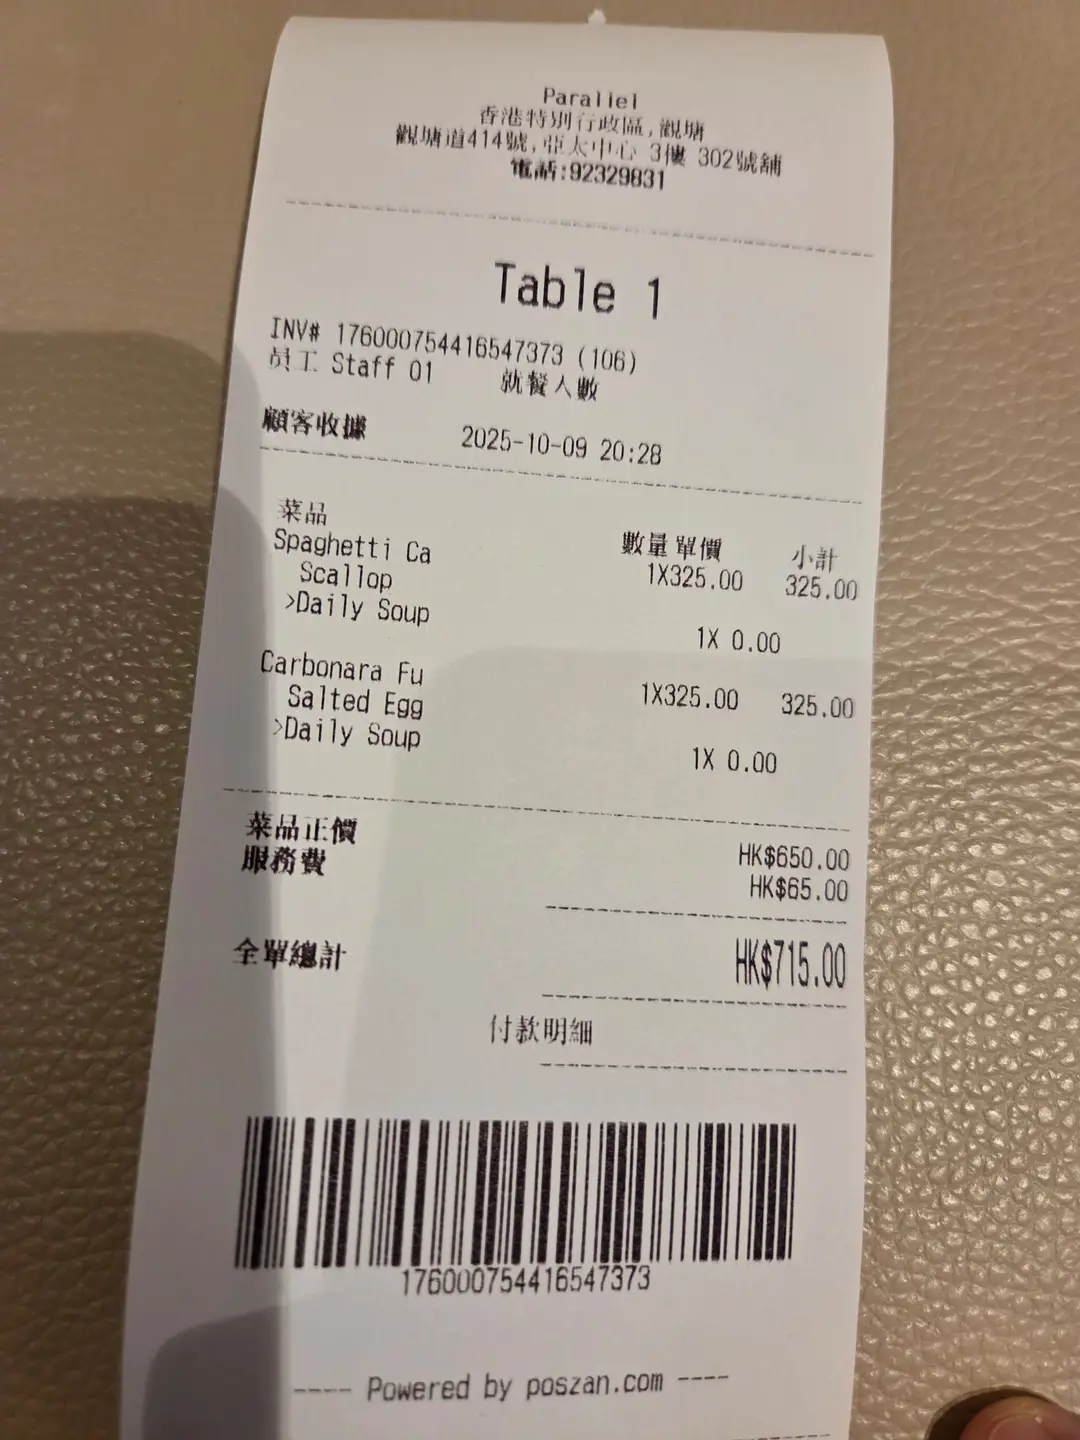 Parallel
香港特別行政區,觀塘
觀塘道414號,亞太中心 3樓 302號舖
電話:92329831
Table 1
INV# 176000754416547373 (106)
員工 Staff 01 就餐人數
顧客收據 2025-10-09 20:28
菜品 數量 單價 小計
Spaghetti Ca 1X325.00 325.00
Scallop
>Daily Soup 1X 0.00
Carbonara Fu 1X325.00 325.00
Salted Egg
>Daily Soup 1X 0.00
菜品正價 HK$650.00
服務費 HK$65.00
全單總計 HK$715.00
付款明細
176000754416547373
---- Powered by poszan.com ----